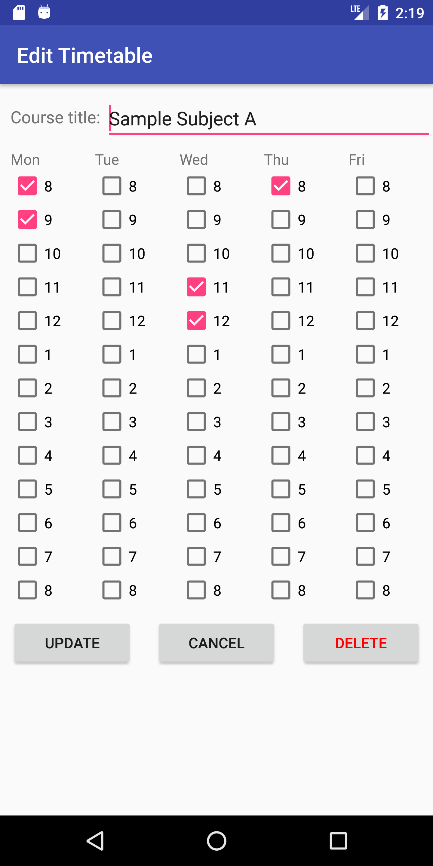 LTE 2:19
Edit Timetable
Course title: Sample Subject A
Mon Tue Wed Thu Fri
8 8 8 8 8
9 9 9 9 9
10 10 10 10 10
11 11 11 11 11
12 12 12 12 12
1 1 1 1 1
2 2 2 2 2
3 3 3 3 3
4 4 4 4 4
5 5 5 5 5
6 6 6 6 6
7 7 7 7 7
8 8 8 8 8
UPDATE CANCEL DELETE